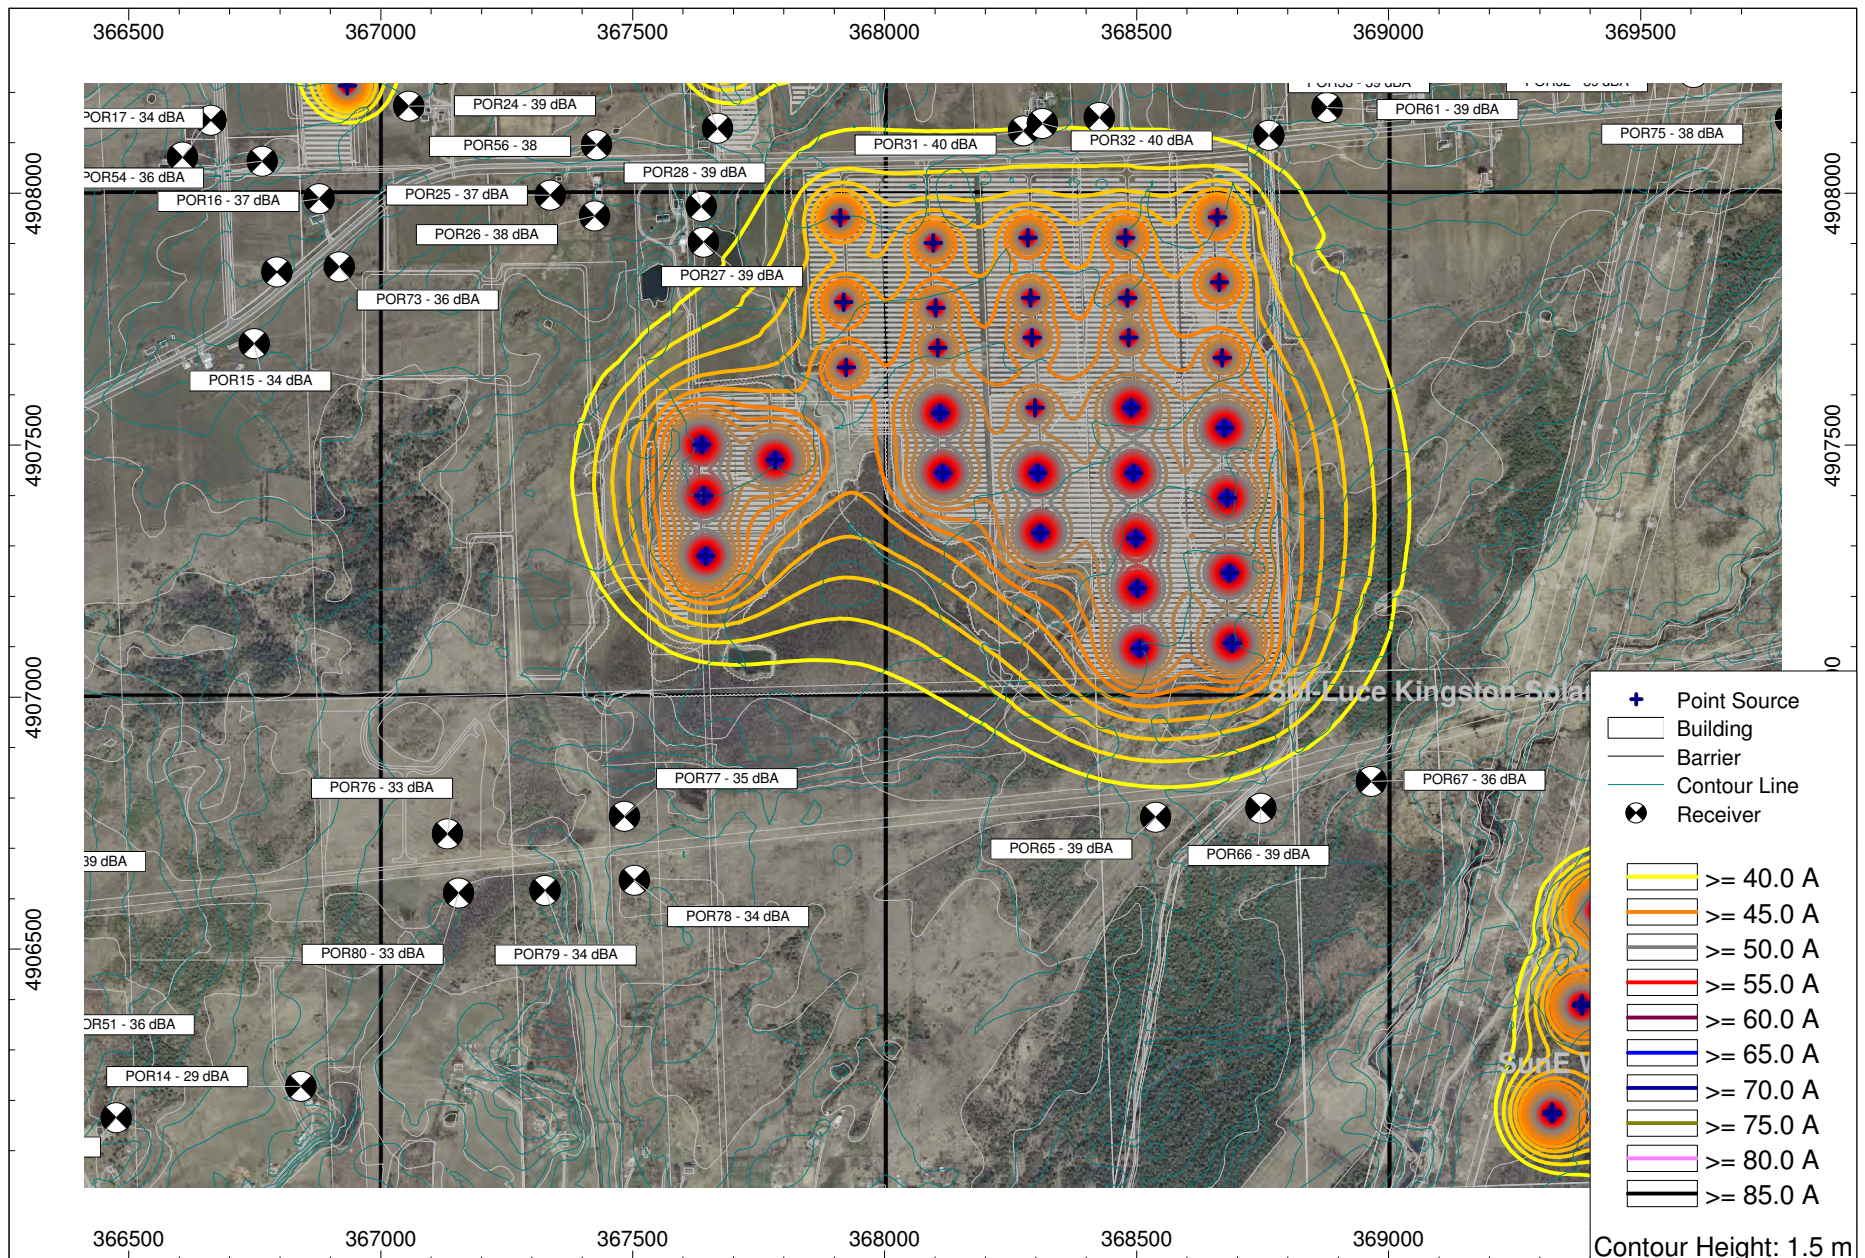 366500 367000 367500 368000 368500 369000 369500
POR24 - 39 dBA
POR61 - 39 dBA
POR17 - 34 dBA
POR75 - 38 dBA
POR56 - 38
POR31 - 40 dBA
POR32 - 40 dBA
POR28 - 39 dBA
POR54 - 36 dBA
POR16 - 37 dBA
POR25 - 37 dBA
4908000
4908000
POR26 - 38 dBA
POR27 - 39 dBA
POR73 - 36 dBA
POR15 - 34 dBA
4907500
4907500
4907000
Sbi-Luce Kingston Solar
POR76 - 33 dBA
POR77 - 35 dBA
POR67 - 36 dBA
POR65 - 39 dBA
POR66 - 39 dBA
39 dBA
POR78 - 34 dBA
4906500
POR80 - 33 dBA
POR79 - 34 dBA
OR51 - 36 dBA
POR14 - 29 dBA
SunE
Point Source
Building
Barrier
Contour Line
Receiver
>= 40.0 A
>= 45.0 A
>= 50.0 A
>= 55.0 A
>= 60.0 A
>= 65.0 A
>= 70.0 A
>= 75.0 A
>= 80.0 A
>= 85.0 A
Contour Height: 1.5 m
366500 367000 367500 368000 368500 369000